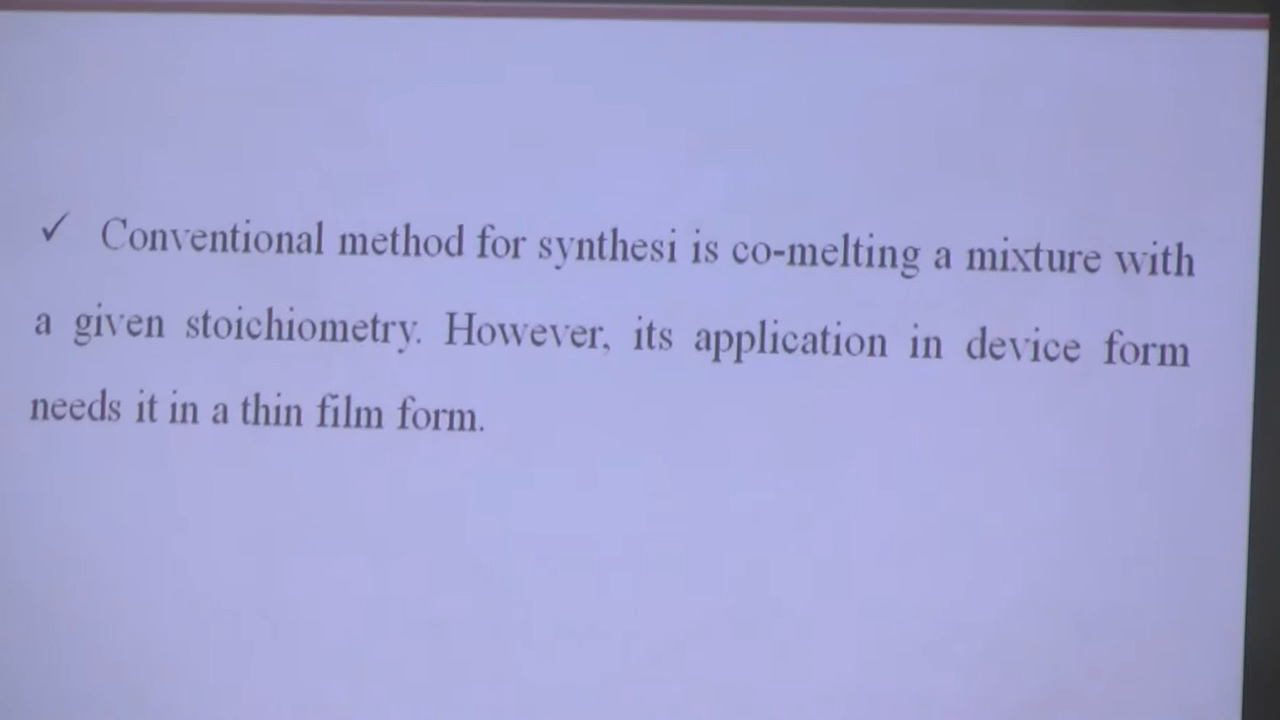 ✓ Conventional method for synthesi is co-melting a mixture with
a given stoichiometry. However, its application in device form
needs it in a thin film form.